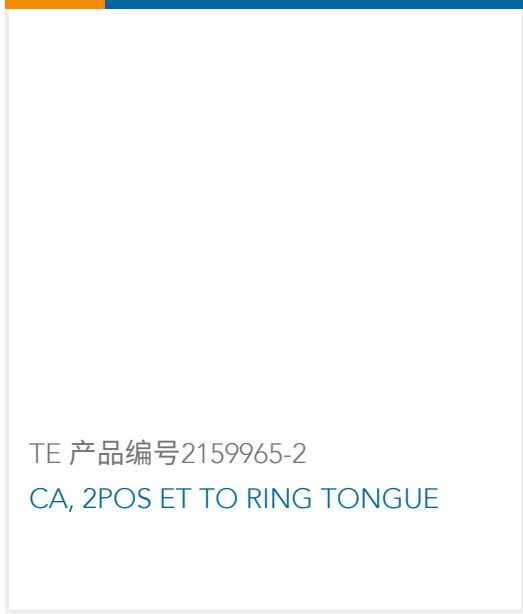 TE 产品编号2159965-2
CA, 2POS ET TO RING TONGUE